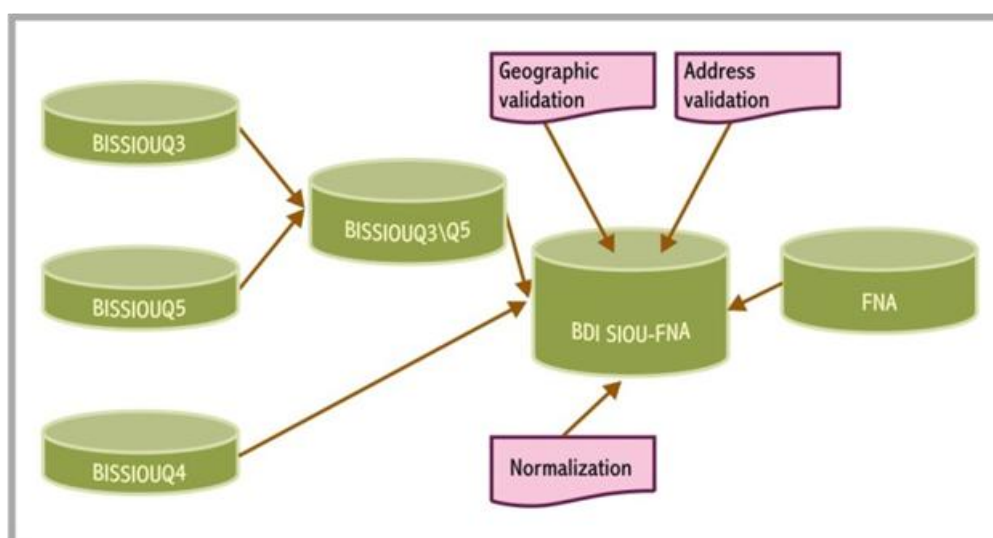 Geographic
validation
Address
validation
BISSIOUQ3
BISSIOUQ3\Q5
BISSIOUQ5
BDI SIOU-FNA
FNA
BISSIOUQ4
Normalization